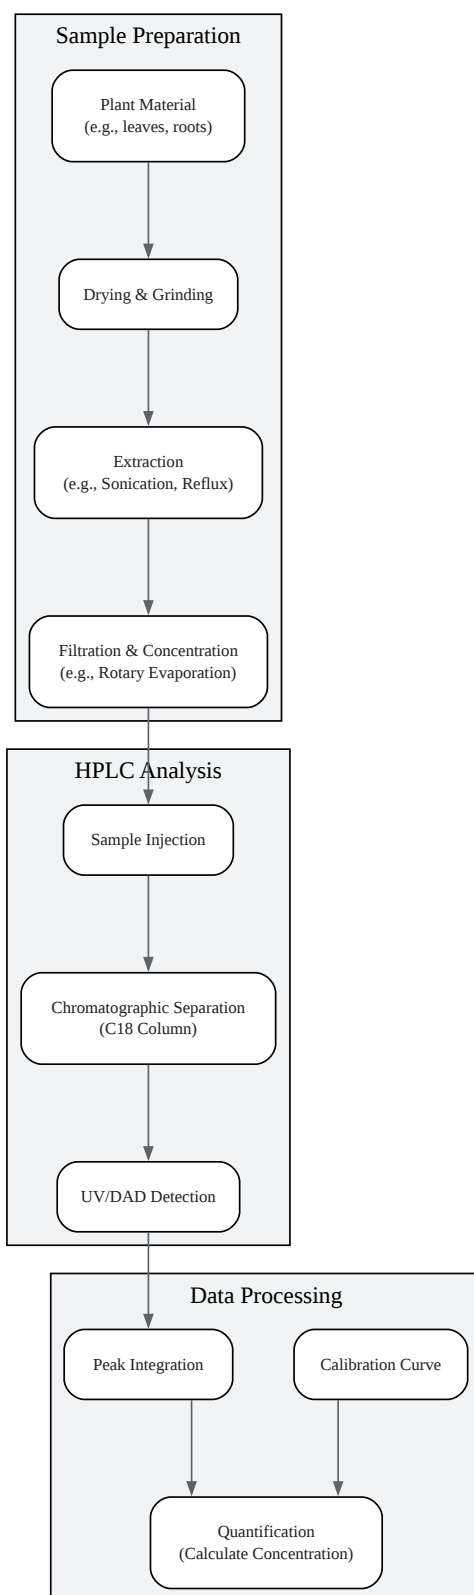 Sample Preparation
Plant Material
(e.g., leaves, roots)
Drying & Grinding
Extraction
(e.g., Sonication, Reflux)
Filtration & Concentration
(e.g., Rotary Evaporation)
HPLC Analysis
Sample Injection
Chromatographic Separation
(C18 Column)
UV/DAD Detection
Data Processing
Peak Integration
Calibration Curve
Quantification
(Calculate Concentration)